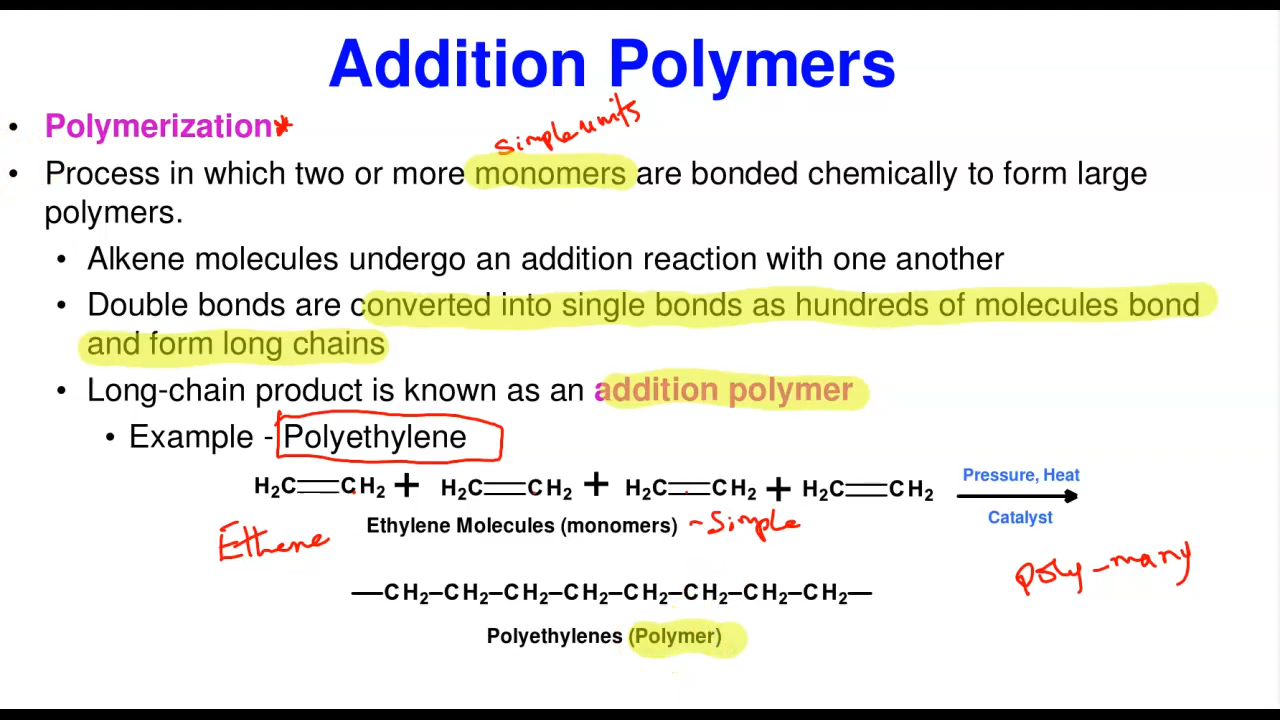 Addition Polymers
• Polymerization*
simple units
• Process in which two or more monomers are bonded chemically to form large
polymers.
• Alkene molecules undergo an addition reaction with one another
• Double bonds are converted into single bonds as hundreds of molecules bond
and form long chains
• Long-chain product is known as an addition polymer
• Example - Polyethylene
H₂C=CH₂ + H₂C=CH₂ + H₂C=CH₂ + H₂C=CH₂
Pressure, Heat
Catalyst
Ethene
Ethylene Molecules (monomers) ~simple
poly-many
—CH₂–CH₂–CH₂–CH₂–CH₂–CH₂–CH₂–CH₂—
Polyethylenes (Polymer)